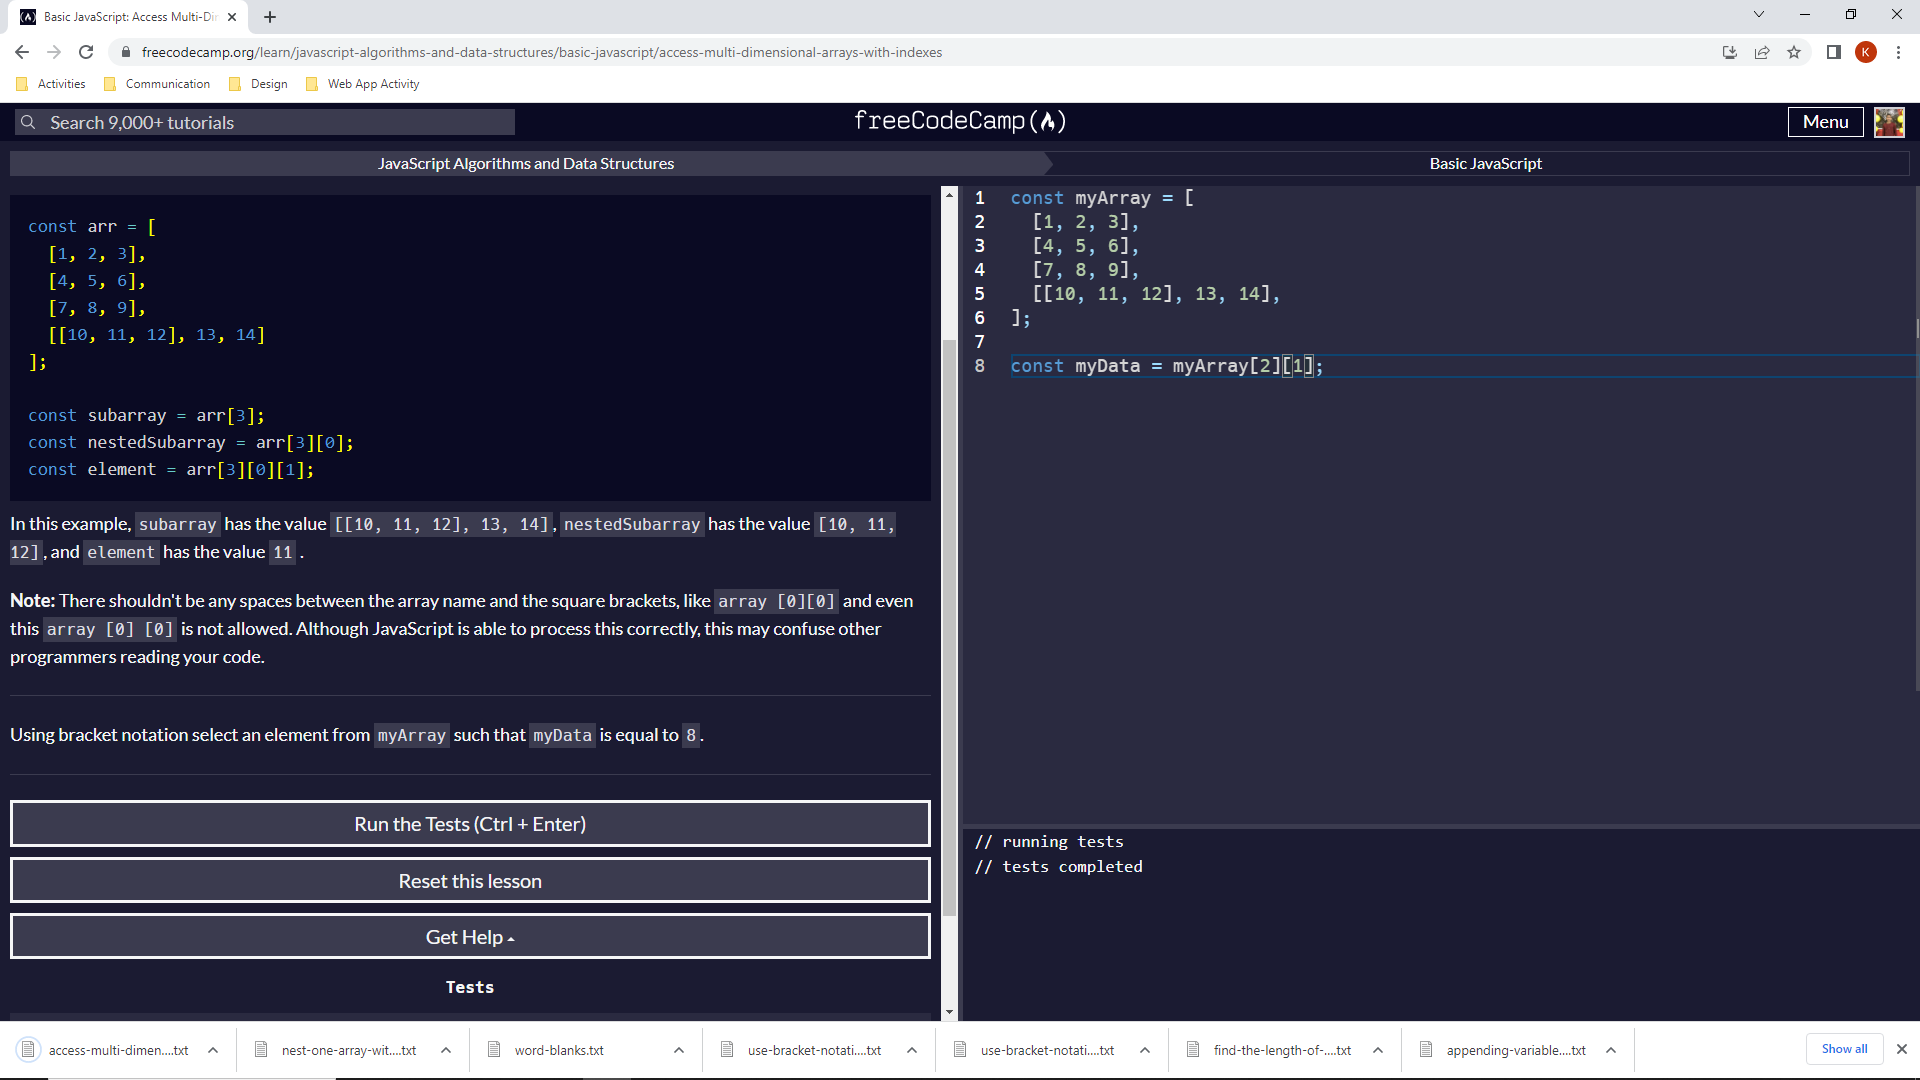 Basic JavaScript: Access Multi-Di
freecodecamp.org/learn/javascript-algorithms-and-data-structures/basic-javascript/access-multi-dimensional-arrays-with-indexes
K
Activities
Communication
Design
Web App Activity
Search 9,000+ tutorials
freeCodeCamp
Menu
JavaScript Algorithms and Data Structures
Basic JavaScript
const arr = [
[1, 2, 3],
[4, 5, 6],
[7, 8, 9],
[[10, 11, 12], 13, 14]
];
const subarray = arr[3];
const nestedSubarray = arr[3][0];
const element = arr[3][0][1];
In this example, subarray has the value [[10, 11, 12], 13, 14], nestedSubarray has the value [10, 11,
12], and element has the value 11 .
Note: There shouldn't be any spaces between the array name and the square brackets, like array [0][0] and even
this array [0] [0] is not allowed. Although JavaScript is able to process this correctly, this may confuse other
programmers reading your code.
Using bracket notation select an element from myArray such that myData is equal to 8.
Run the Tests (Ctrl + Enter)
Reset this lesson
Get Help
Tests
1 const myArray = [
2 [1, 2, 3],
3 [4, 5, 6],
4 [7, 8, 9],
5 [[10, 11, 12], 13, 14],
6 ];
7
8 const myData = myArray[2][1];
// running tests
// tests completed
access-multi-dimen....txt
nest-one-array-wit....txt
word-blanks.txt
use-bracket-notati....txt
use-bracket-notati....txt
find-the-length-of-....txt
appending-variable....txt
Show all